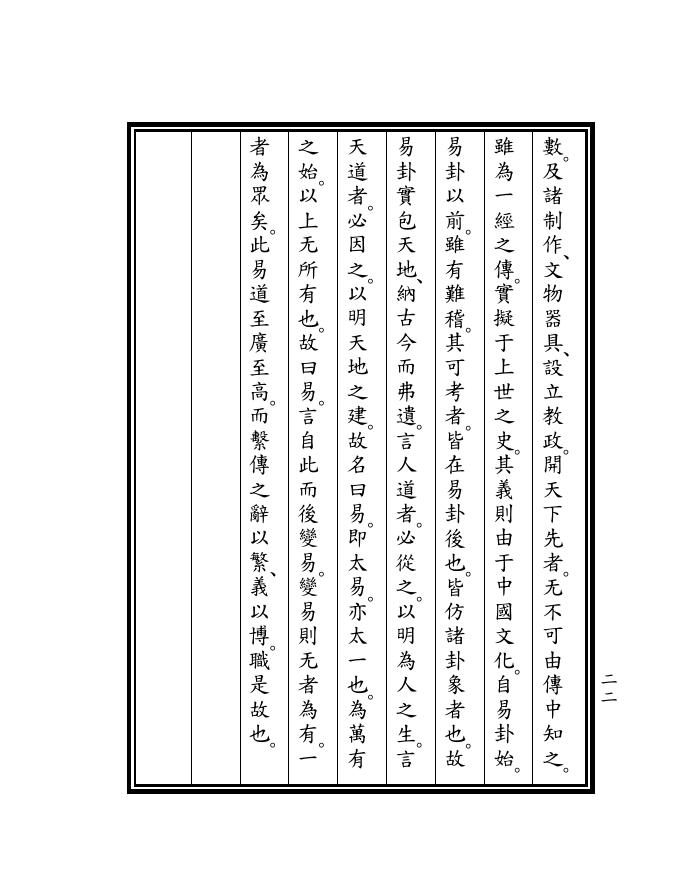 數。及諸制作、文物器具、設立教政。開天下先者。无不可由傳中知之。
雖為一經之傳。實擬于上世之史。其義則由于中國文化。自易卦始。
易卦以前。雖有難稽。其可考者。皆在易卦後也。皆仿諸卦象者也。故
易卦實包天地、納古今而弗遺。言人道者。必從之。以明為人之生。言
天道者。必因之。以明天地之建。故名曰易。即太易。亦太一也。為萬有
之始。以上无所有也。故曰易。言自此而後變易。變易則无者為有。一
者為眾矣。此易道至廣至高。而繫傳之辭以繁、義以博。職是故也。
二二